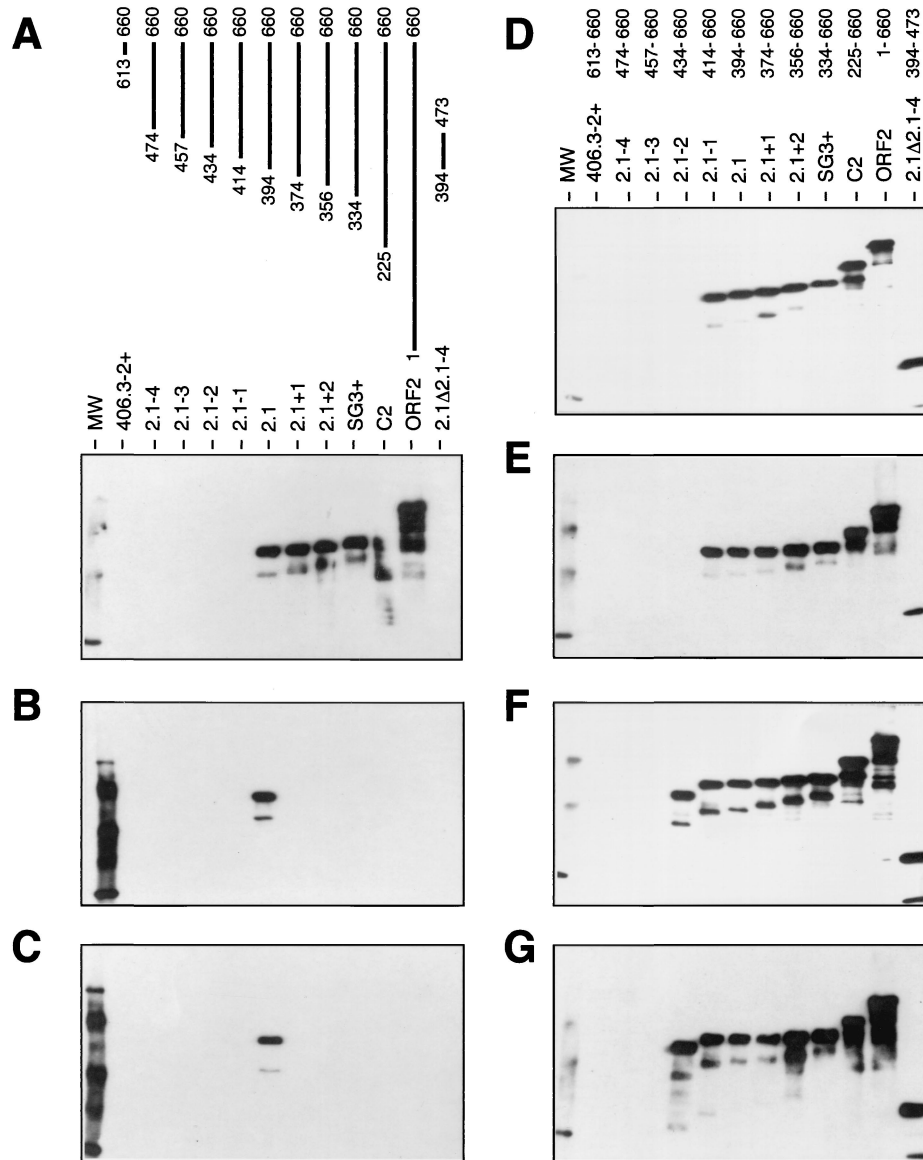 A
613 660
474 660
457 660
434 660
414 660
394 660
374 660
356 660
334 660
225 660
1 660
394 473
- MW
- 406.3-2+
- 2.1-4
- 2.1-3
- 2.1-2
- 2.1-1
- 2.1
- 2.1+1
- 2.1+2
- SG3+
- C2
- ORF2
- 2.1Δ2.1-4
B
C
D
- MW
- 406.3-2+ 613- 660
- 2.1-4 474- 660
- 2.1-3 457- 660
- 2.1-2 434- 660
- 2.1-1 414- 660
- 2.1 394- 660
- 2.1+1 374- 660
- 2.1+2 356- 660
- SG3+ 334- 660
- C2 225- 660
- ORF2 1- 660
- 2.1Δ2.1-4 394- 473
E
F
G